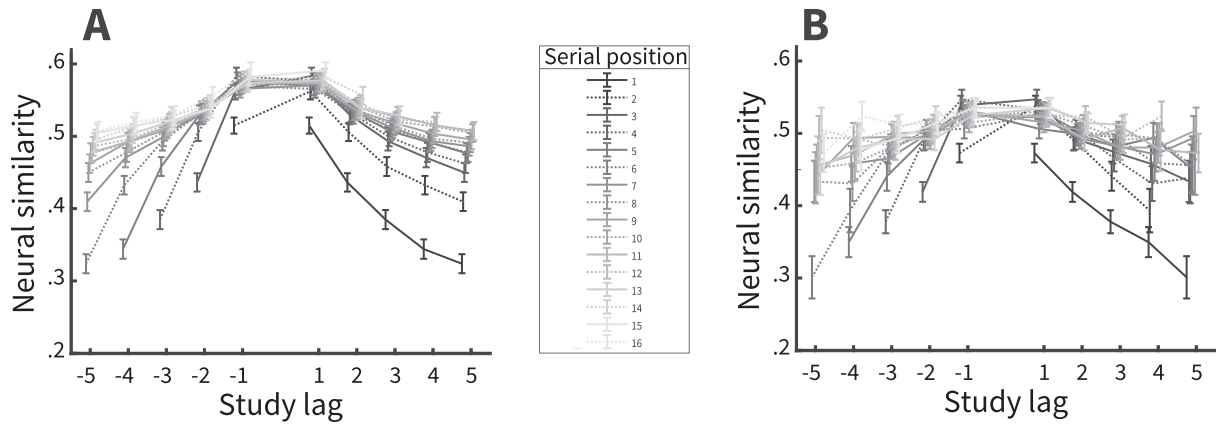 A
Neural similarity
.6
.5
.4
.3
.2
-5 -4 -3 -2 -1 1 2 3 4 5
Study lag
Serial position
1
2
3
4
5
6
7
8
9
10
11
12
13
14
15
16
B
Neural similarity
.6
.5
.4
.3
.2
-5 -4 -3 -2 -1 1 2 3 4 5
Study lag